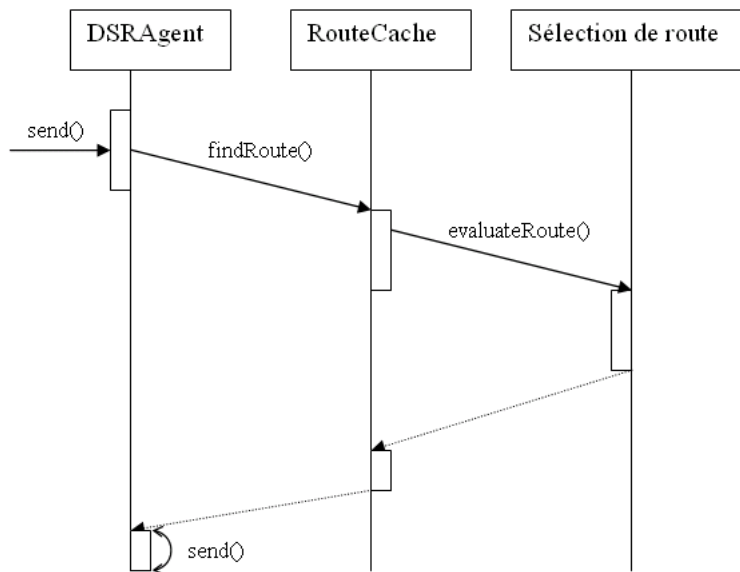 DSRAgent
RouteCache
Sélection de route
send()
findRoute()
evaluateRoute()
send()